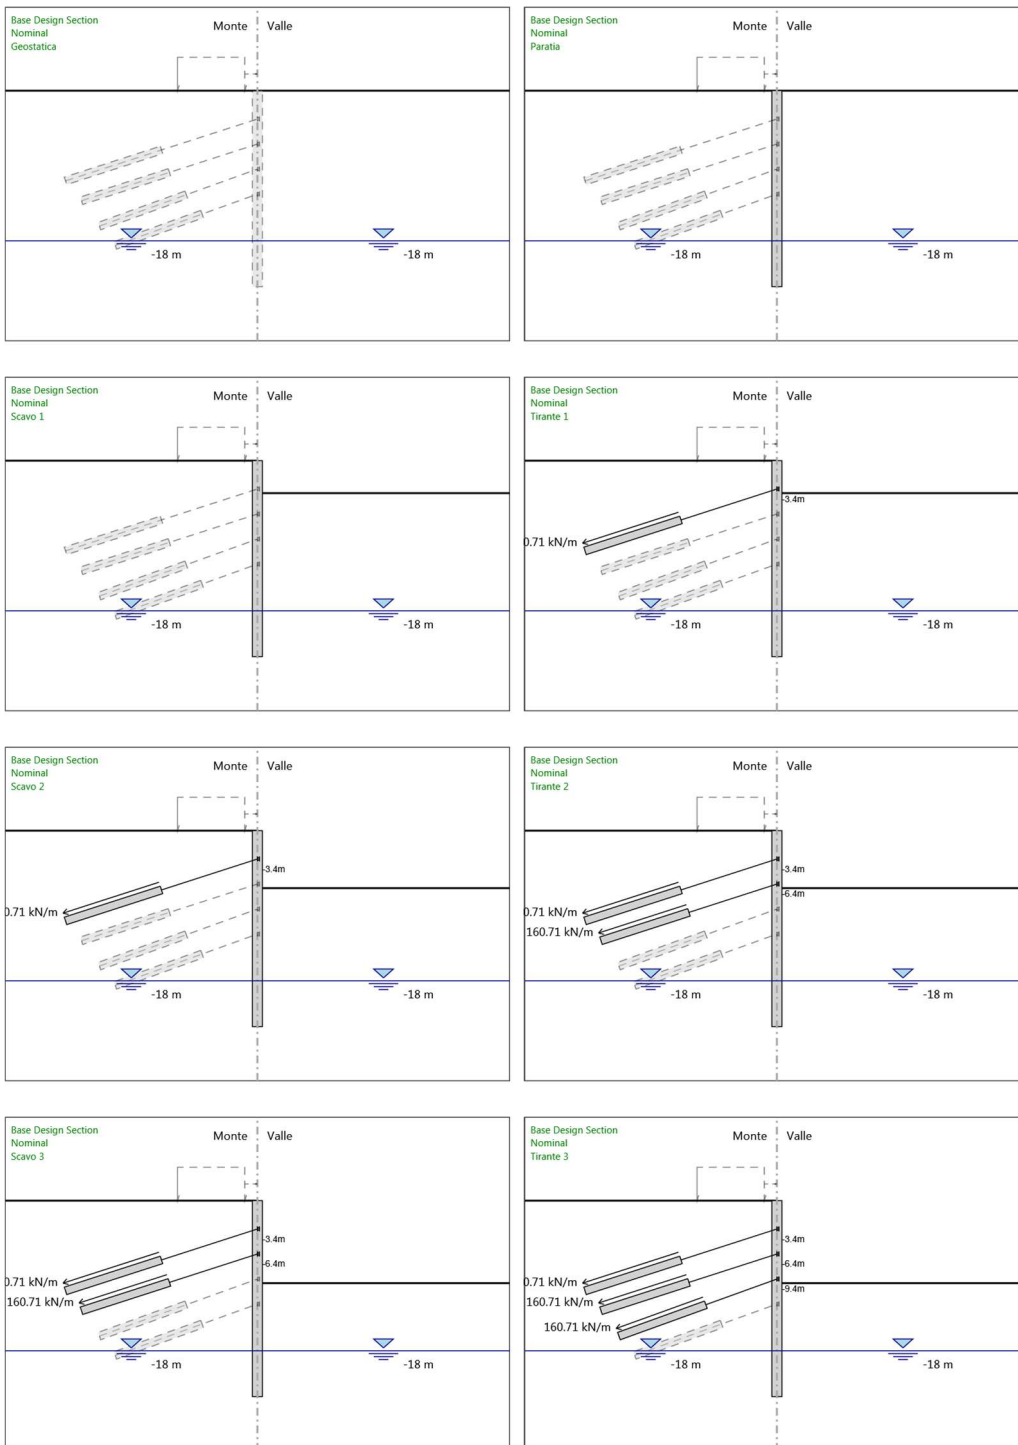 Base Design Section
Nominal
Geostatica
Monte Valle
-18 m
-18 m
Base Design Section
Nominal
Paratia
Monte Valle
-18 m
-18 m
Base Design Section
Nominal
Scavo 1
Monte Valle
-18 m
-18 m
Base Design Section
Nominal
Tirante 1
Monte Valle
-3.4m
0.71 kN/m
-18 m
-18 m
Base Design Section
Nominal
Scavo 2
Monte Valle
-3.4m
0.71 kN/m
-18 m
-18 m
Base Design Section
Nominal
Tirante 2
Monte Valle
-3.4m
-6.4m
0.71 kN/m
160.71 kN/m
-18 m
-18 m
Base Design Section
Nominal
Scavo 3
Monte Valle
-3.4m
-6.4m
0.71 kN/m
160.71 kN/m
-18 m
-18 m
Base Design Section
Nominal
Tirante 3
Monte Valle
-3.4m
-6.4m
0.71 kN/m
-9.4m
160.71 kN/m
160.71 kN/m
-18 m
-18 m